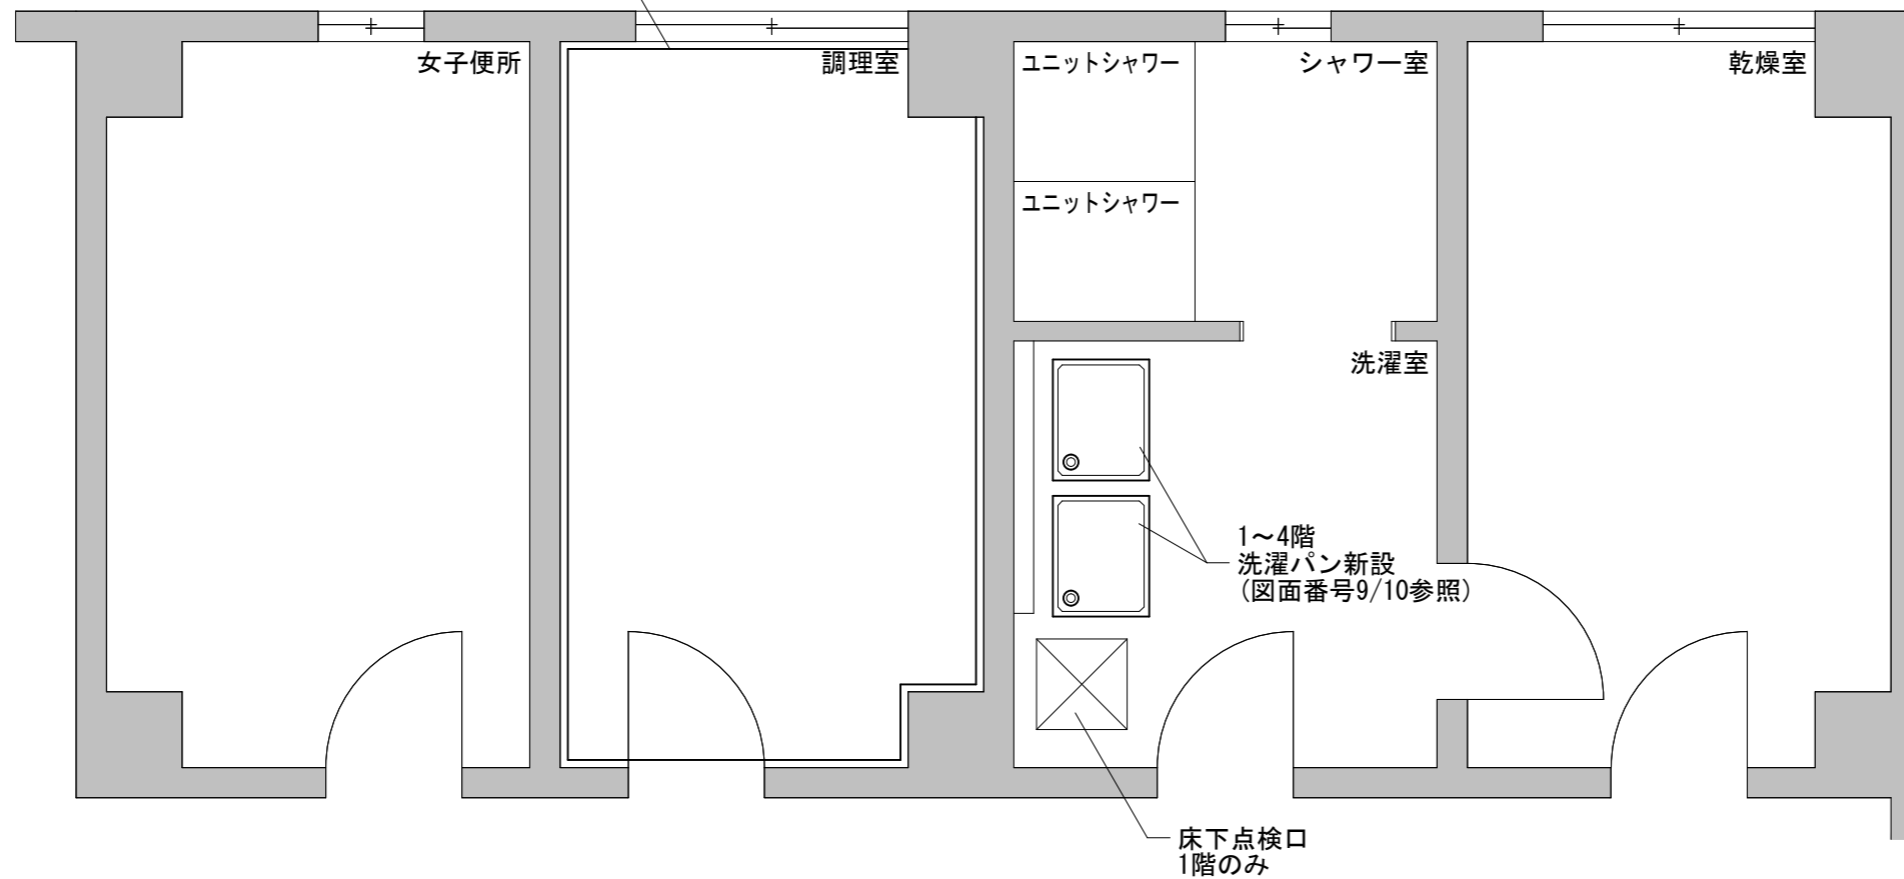 女子便所
調理室
ユニットシャワー
シャワー室
乾燥室
ユニットシャワー
洗濯室
1～4階
洗濯パン新設
(図面番号9/10参照)
床下点検口
1階のみ